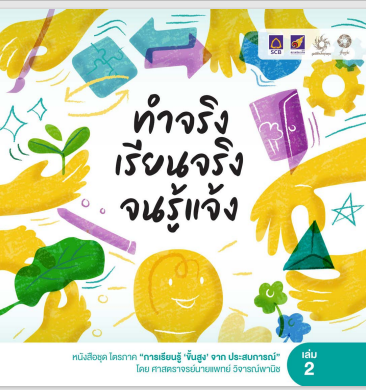 SCB
ทำจริง
เรียนจริง
จนรู้แจ้ง
หนังสือชุด ไตรภาค “การเรียนรู้ ‘ขั้นสูง’ จาก ประสบการณ์”
โดย ศาสตราจารย์นายแพทย์ วิจารณ์พานิช
เล่ม
2